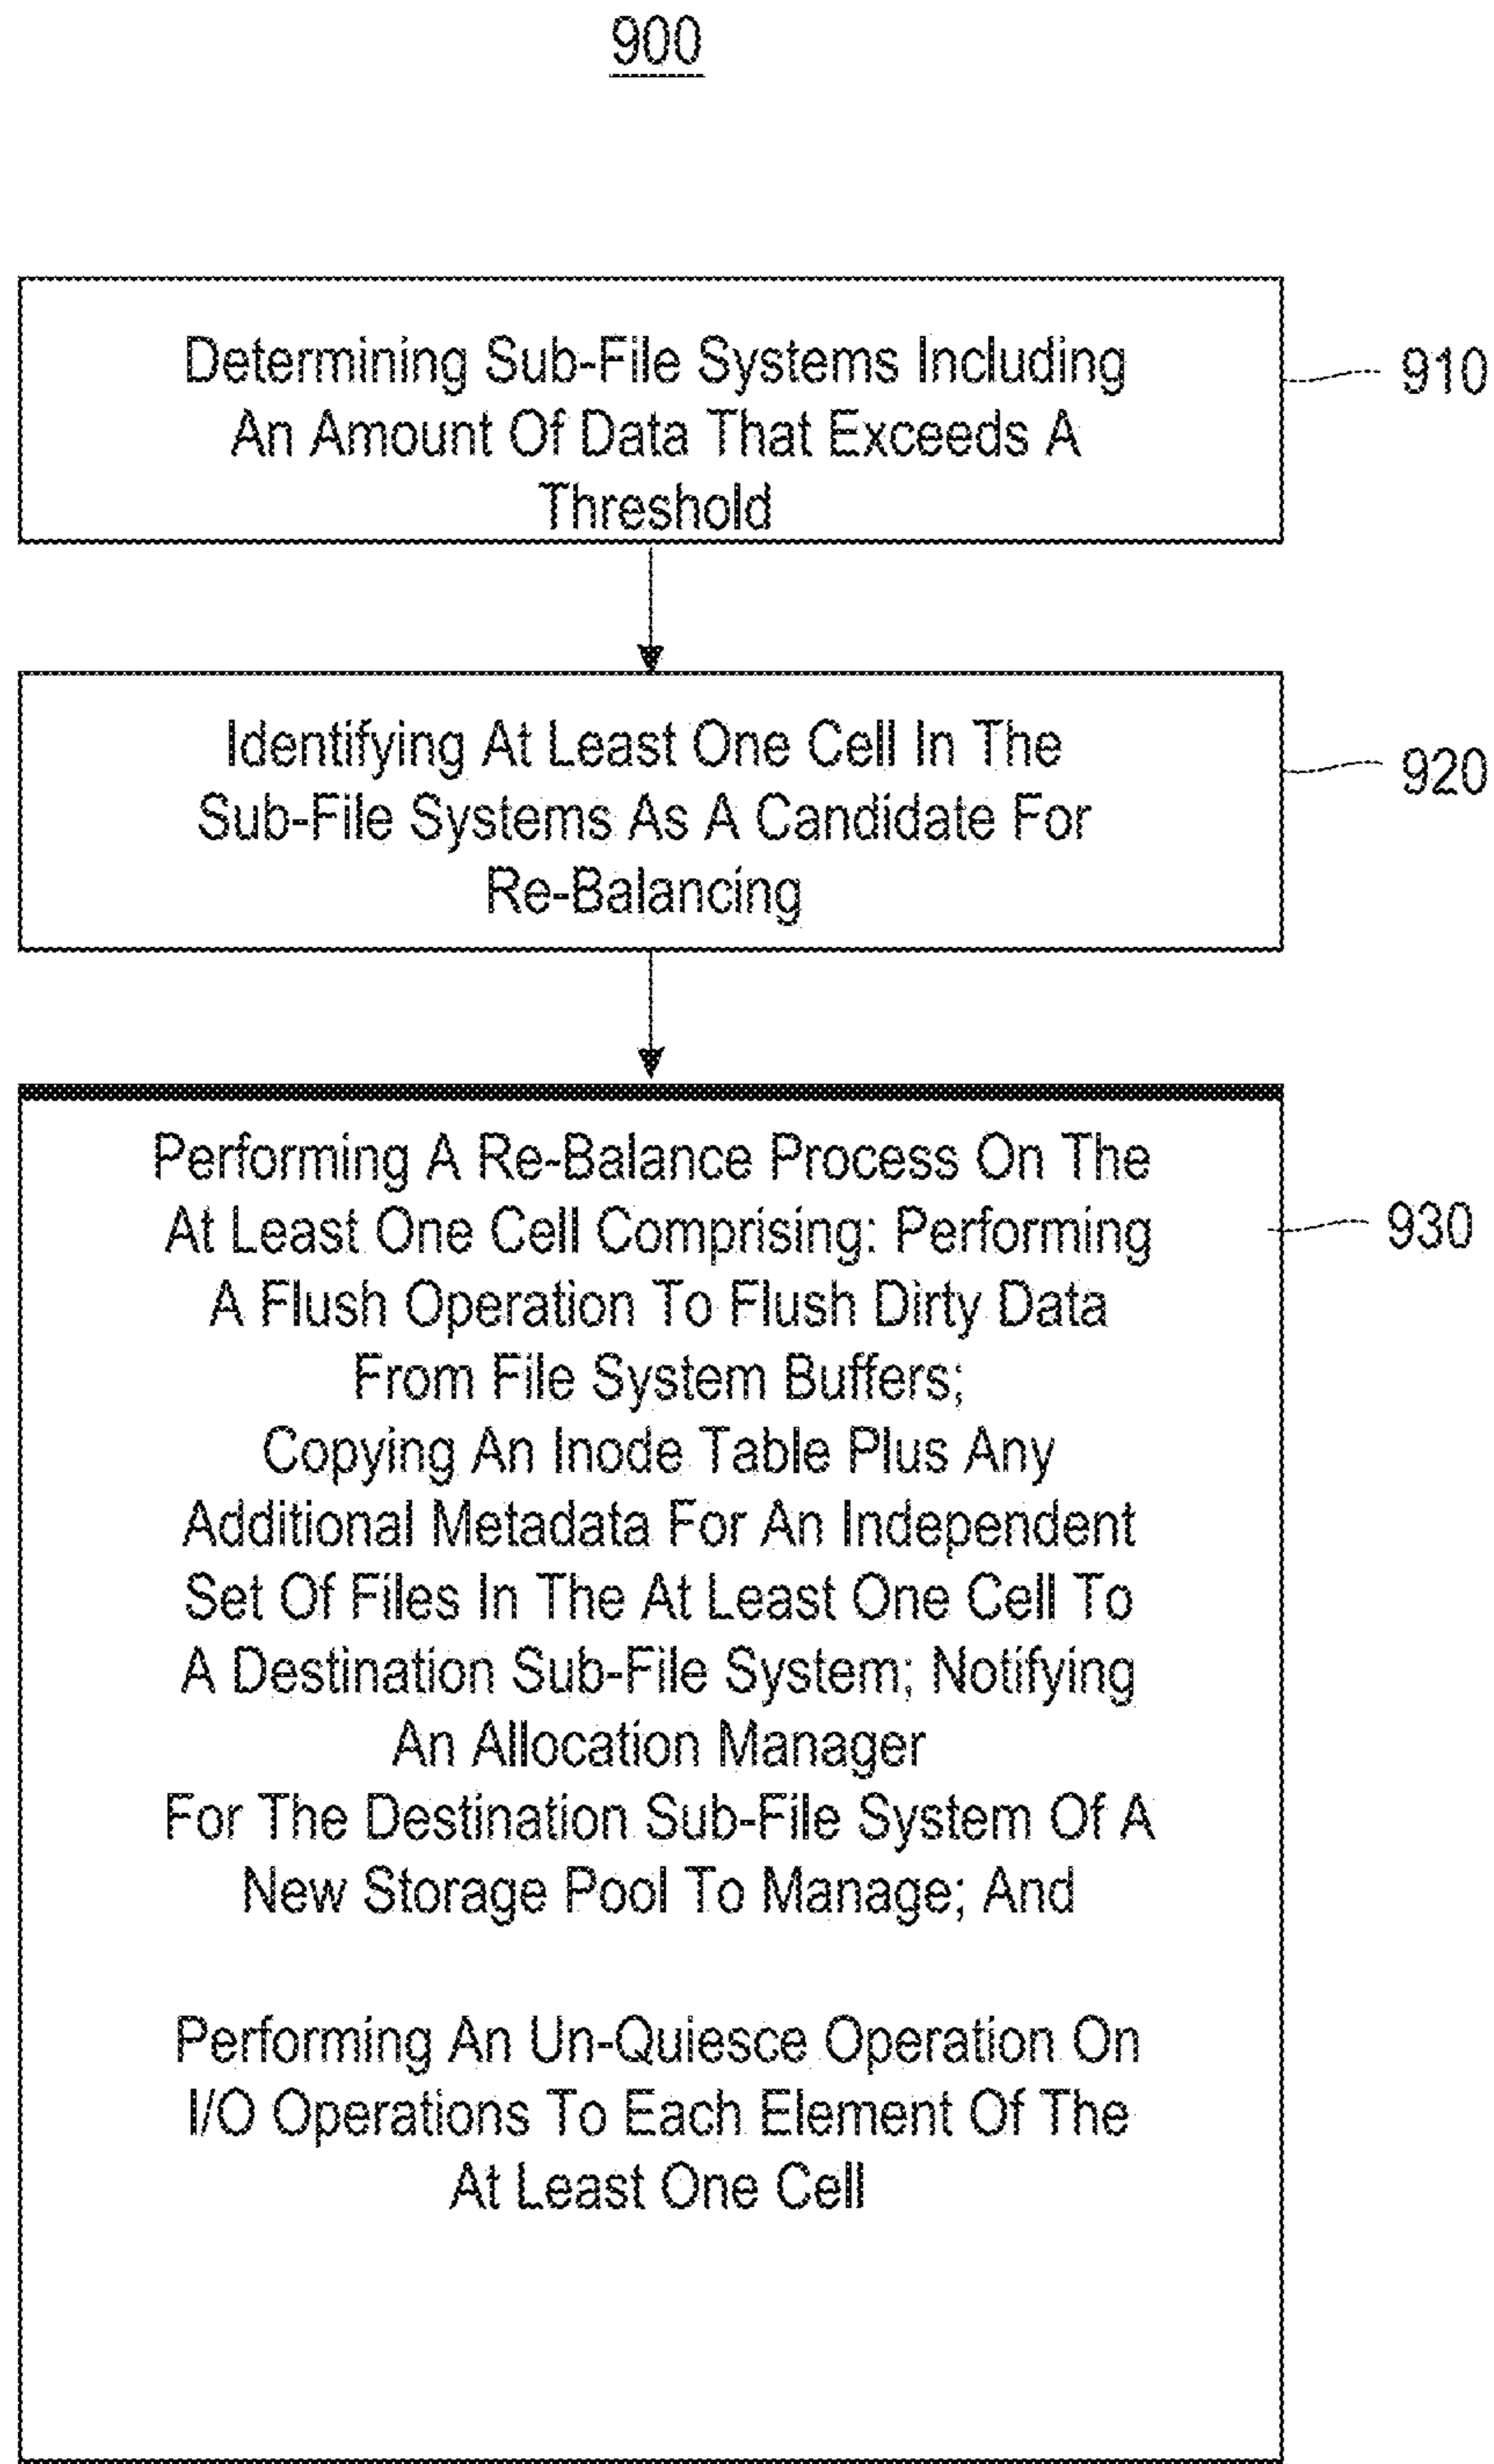 900
Determining Sub-File Systems Including
An Amount Of Data That Exceeds A
Threshold
910
Identifying At Least One Cell In The
Sub-File Systems As A Candidate For
Re-Balancing
920
Performing A Re-Balance Process On The
At Least One Cell Comprising: Performing
A Flush Operation To Flush Dirty Data
From File System Buffers;
Copying An Inode Table Plus Any
Additional Metadata For An Independent
Set Of Files In The At Least One Cell To
A Destination Sub-File System; Notifying
An Allocation Manager
For The Destination Sub-File System Of A
New Storage Pool To Manage; And
Performing An Un-Quiesce Operation On
I/O Operations To Each Element Of The
At Least One Cell
930